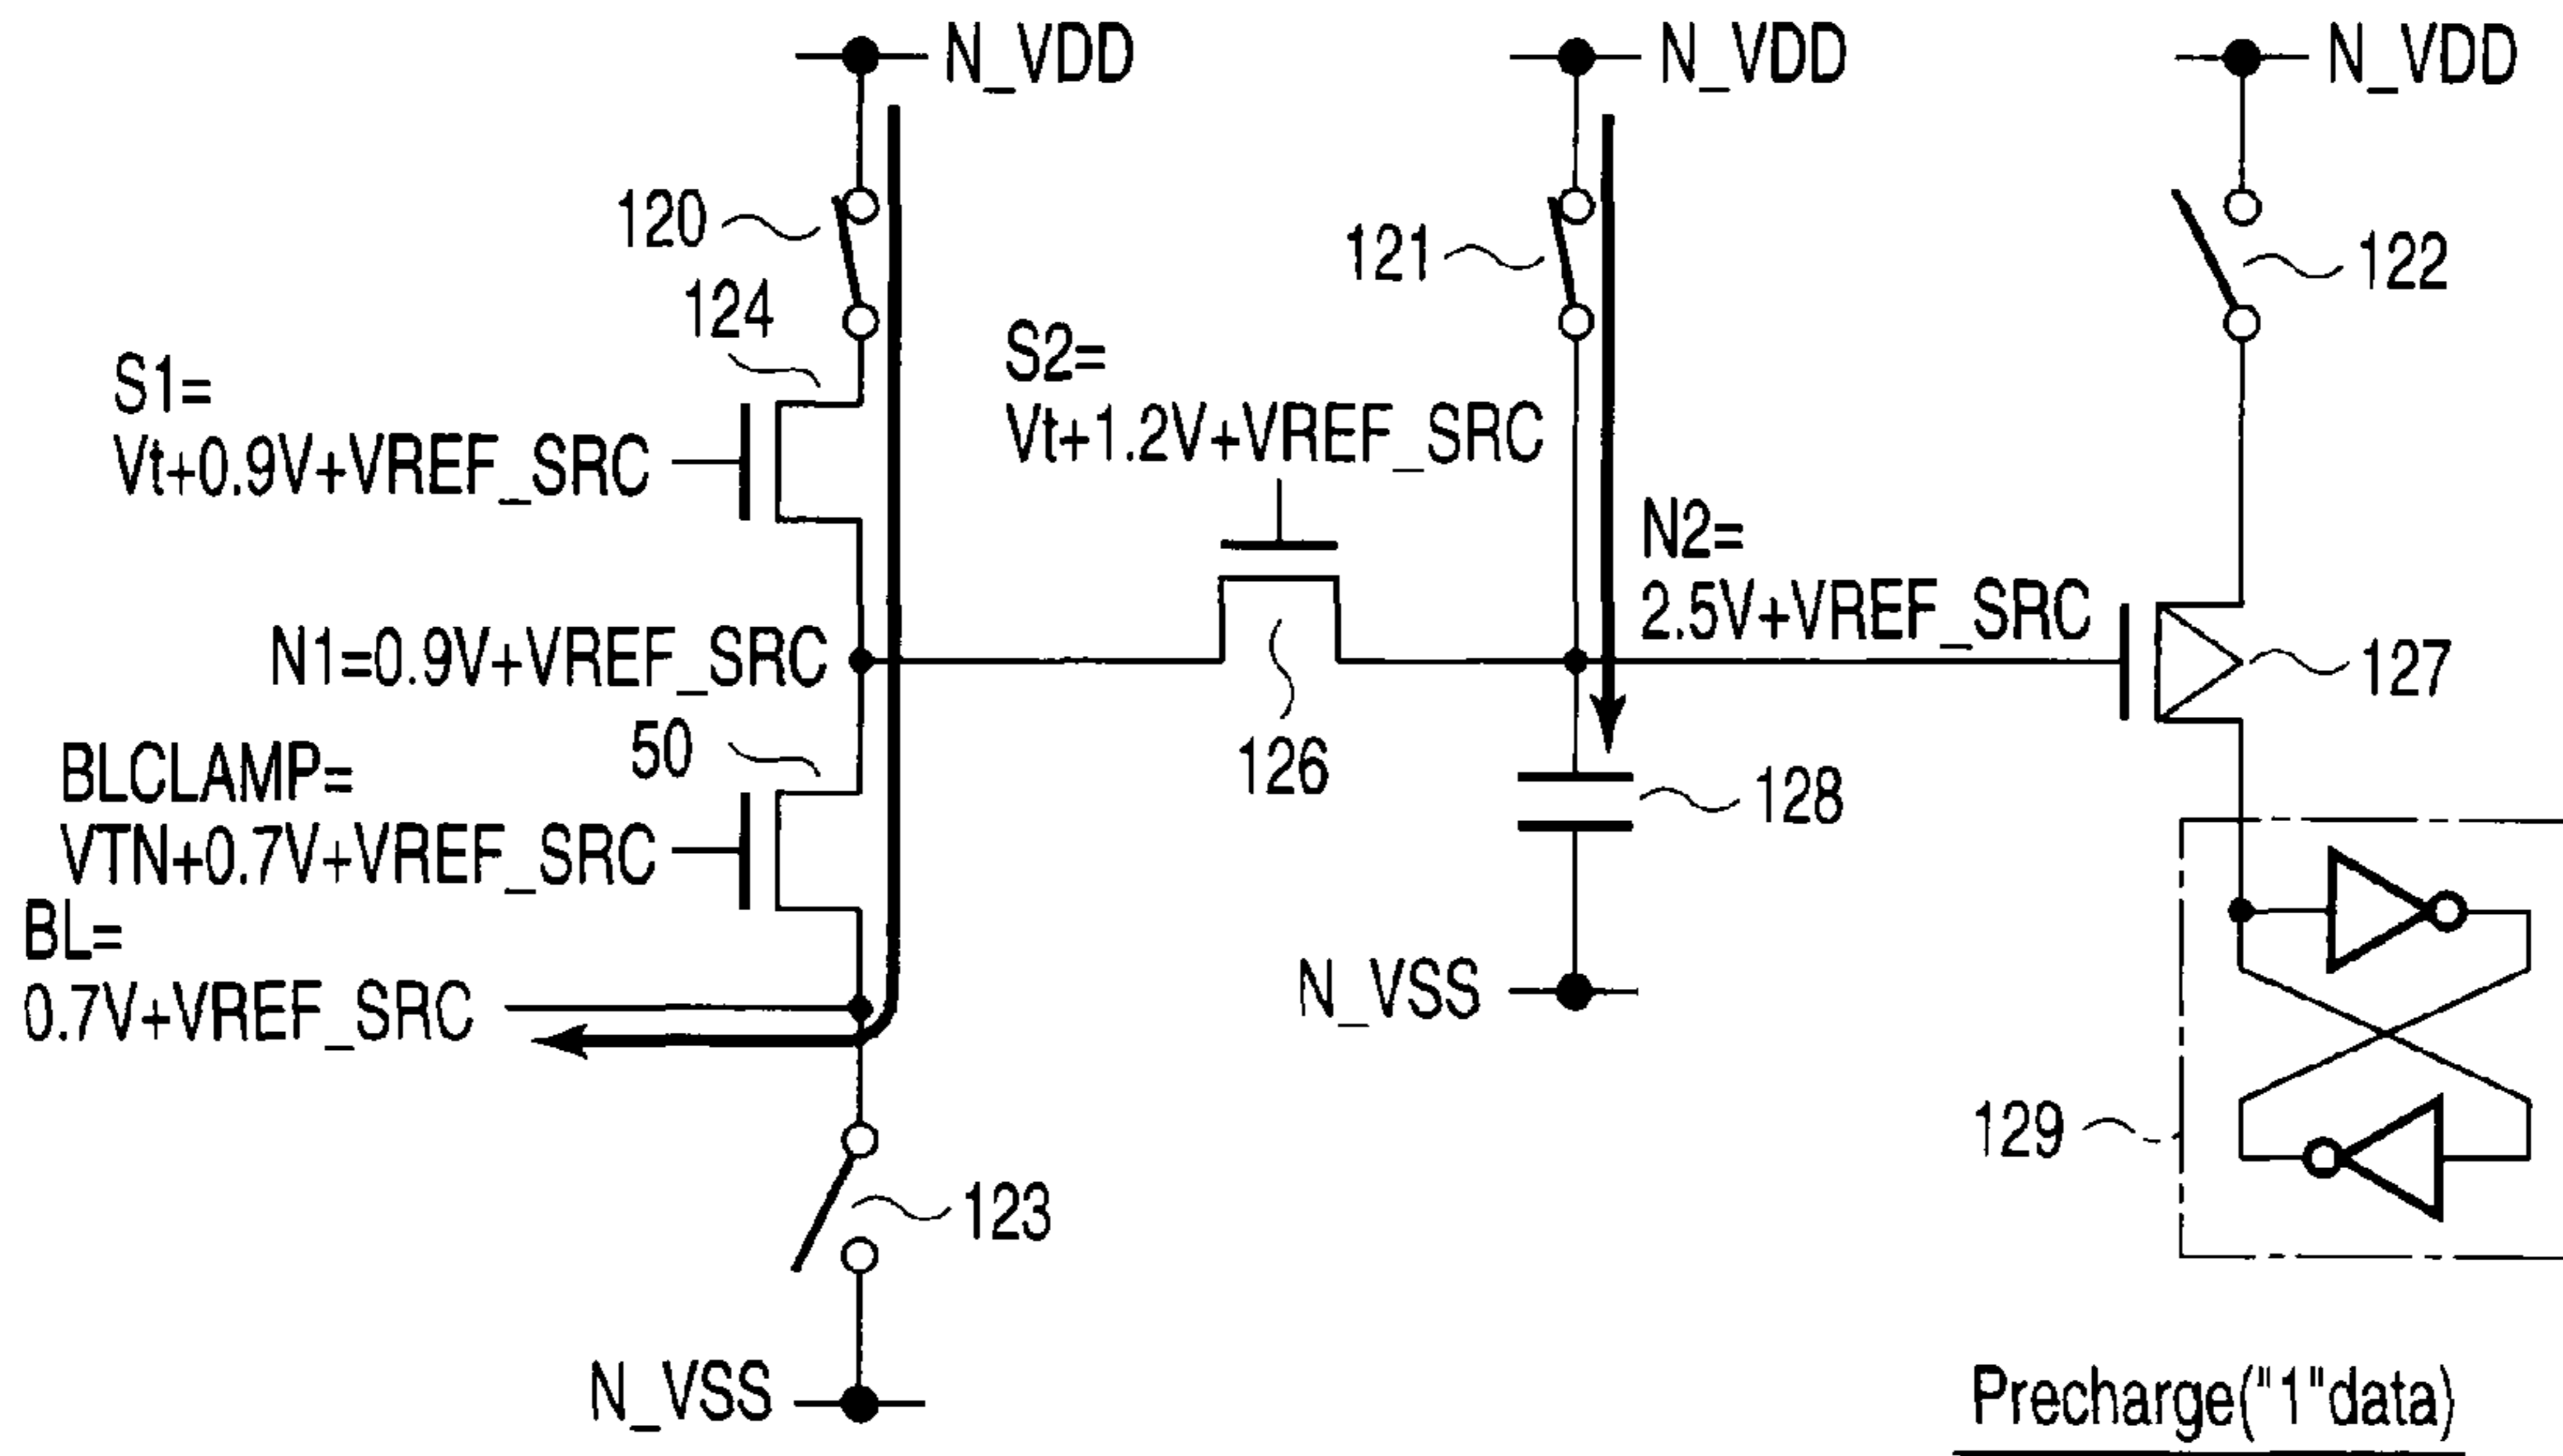 N_VDD
N_VDD
N_VDD
120
121
122
124
S1=
Vt+0.9V+VREF_SRC
S2=
Vt+1.2V+VREF_SRC
N2=
2.5V+VREF_SRC
N1=0.9V+VREF_SRC
127
50
126
128
BLCLAMP=
VTN+0.7V+VREF_SRC
BL=
0.7V+VREF_SRC
N_VSS
129
123
N_VSS
Precharge("1"data)